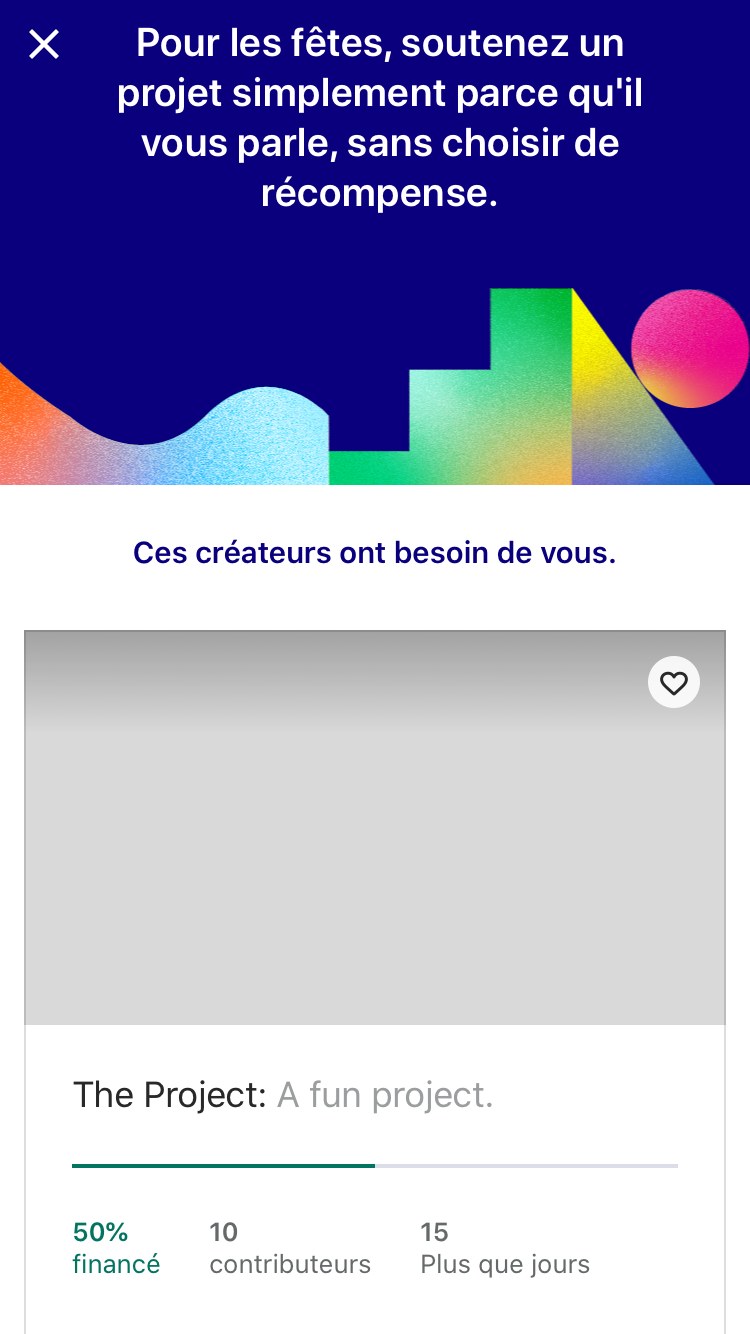 Pour les fêtes, soutenez un
projet simplement parce qu'il
vous parle, sans choisir de
récompense.
Ces créateurs ont besoin de vous.
The Project: A fun project.
50% 10 15
financé contributeurs Plus que jours